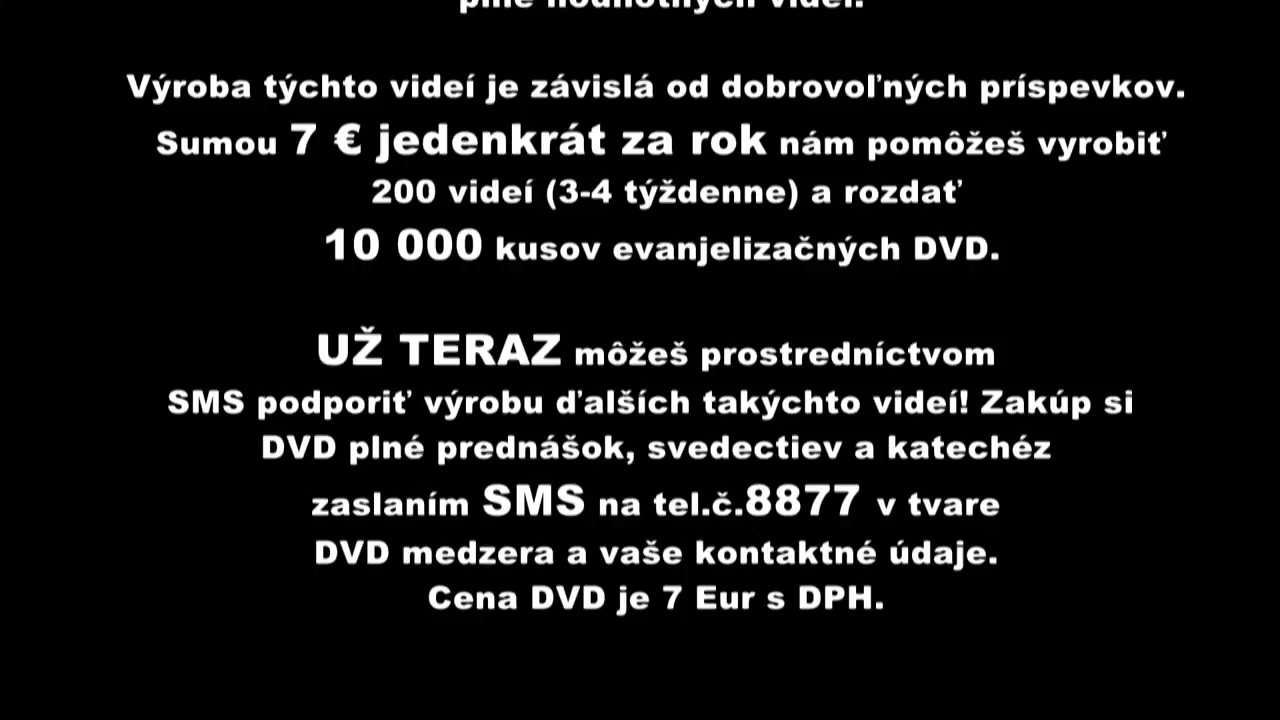 plné hodnotných videí.
Výroba týchto videí je závislá od dobrovoľných príspevkov.
Sumou 7 € jedenkrát za rok nám pomôžeš vyrobiť
200 videí (3-4 týždenne) a rozdať
10 000 kusov evanjelizačných DVD.
UŽ TERAZ môžeš prostredníctvom
SMS podporiť výrobu ďalších takýchto videí! Zakúp si
DVD plné prednášok, svedectiev a katechéz
zaslaním SMS na tel.č.8877 v tvare
DVD medzera a vaše kontaktné údaje.
Cena DVD je 7 Eur s DPH.